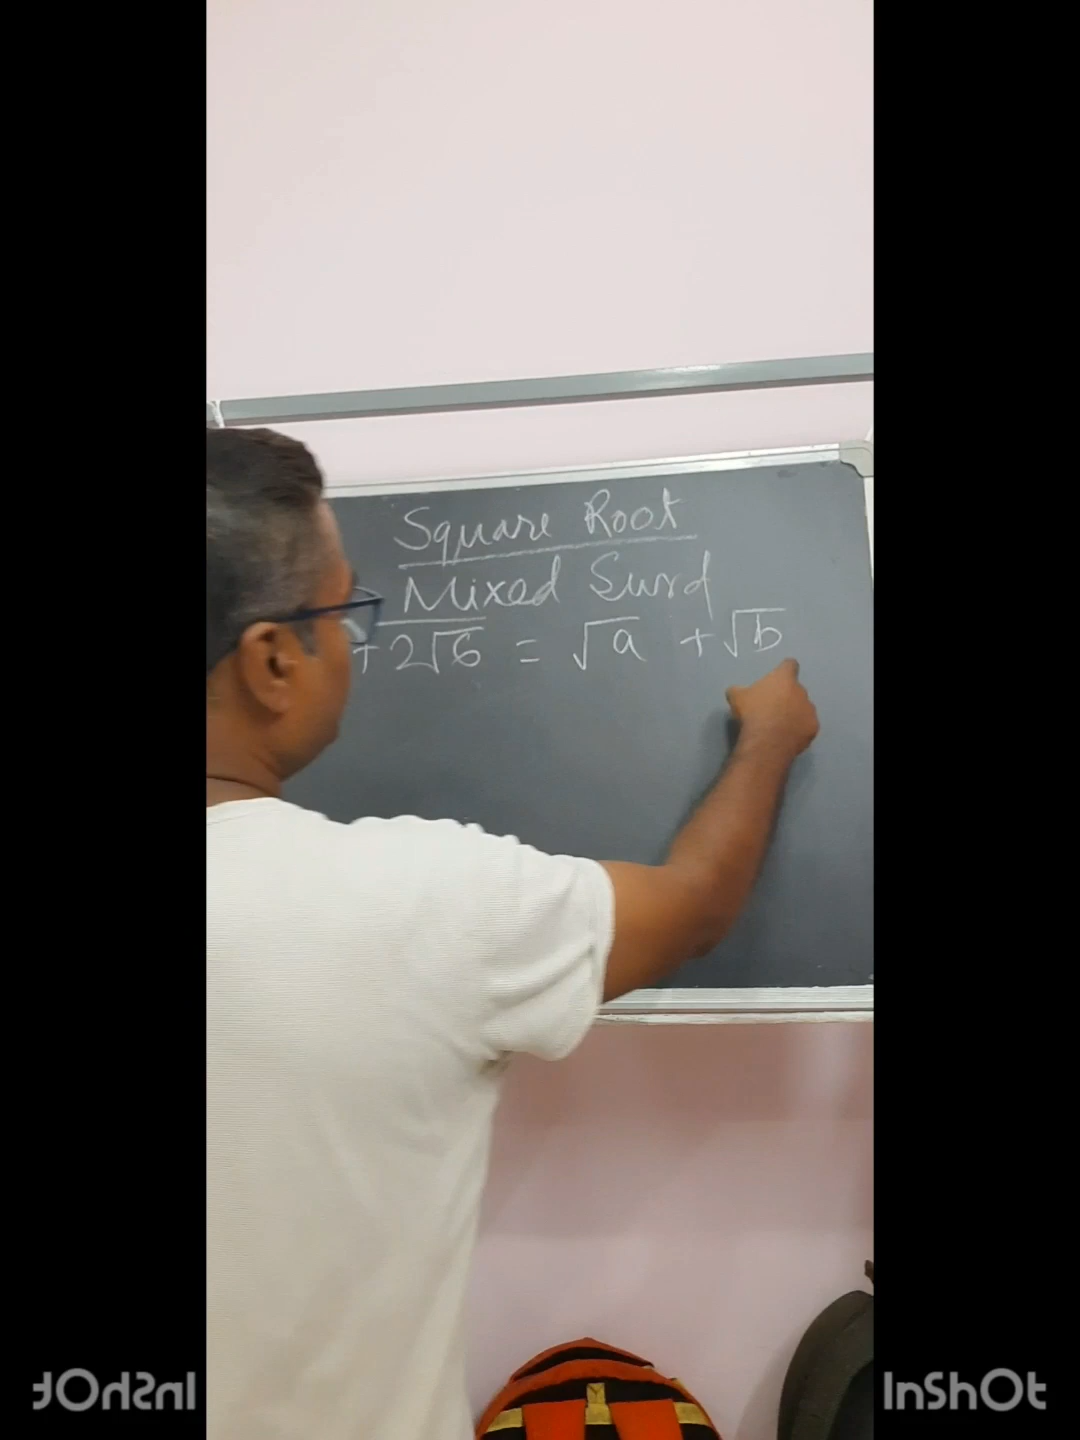 Square Root
Mixed Surd
+ 2√6 = √a + √b
InShOt
InShOt